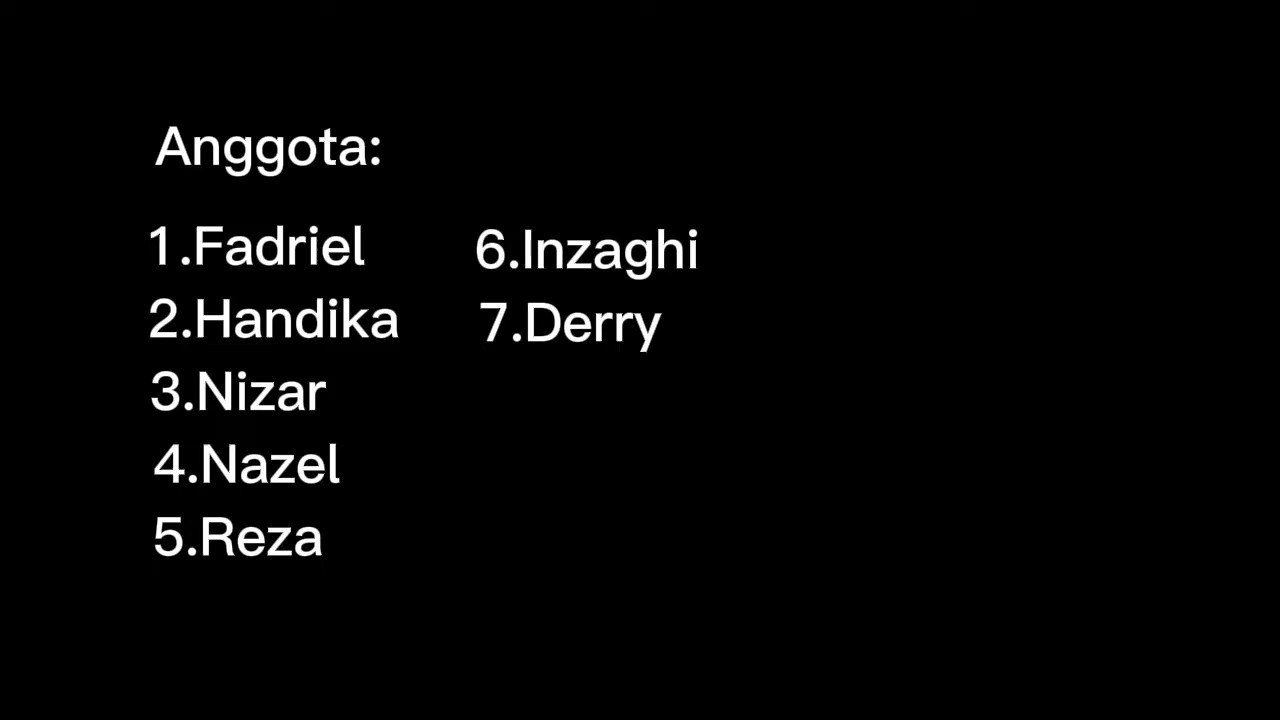 Anggota:
1.Fadriel
2.Handika
3.Nizar
4.Nazel
5.Reza
6.Inzaghi
7.Derry